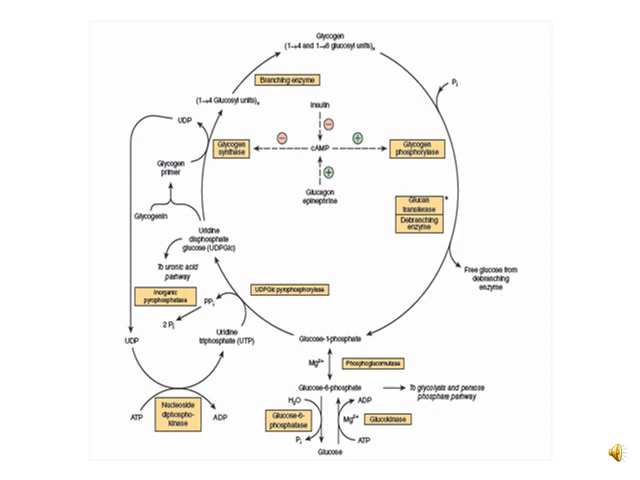 Glycogen
(1→4 and 1→6 glucosyl units)x
Branching enzyme
Pi
(1→4 Glucosyl units)x
Insulin
UDP
Glycogen
synthase
cAMP
Glycogen
phosphorylase
Glycogen
primer
Glucagon
epinephrine
Glucan
transferase
*
Debranching
enzyme
Glycogenin
Uridine
disphosphate
glucose (UDPGlc)
To uronic acid
pathway
Free glucose from
debranching
enzyme
Inorganic
pyrophosphatase
UDPGlc pyrophosphorylase
PPi
2 Pi
Uridine
triphosphate (UTP)
UDP
Glucose-1-phosphate
Mg2+
Phosphoglucomutase
Glucose-6-phosphate
To glycolysis and pentose
phosphate pathway
H2O
ADP
Nucleoside
diphospho-
kinase
ATP
ADP
Glucose-6-
phosphatase
Mg2+
Glucokinase
Pi
ATP
Glucose